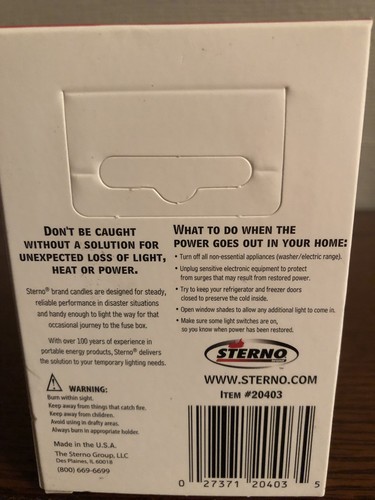 DON'T BE CAUGHT
WITHOUT A SOLUTION FOR
UNEXPECTED LOSS OF LIGHT,
HEAT OR POWER.
Sterno® brand candles are designed for steady,
reliable performance in disaster situations
and handy enough to light the way for that
occasional journey to the fuse box.
With over 100 years of experience in
portable energy products, Sterno® delivers
the solution to your temporary lighting needs.
WARNING:
Burn within sight.
Keep away from things that catch fire.
Keep away from children.
Avoid using in drafty areas.
Always burn in appropriate holder.
Made in the U.S.A.
The Sterno Group, LLC
Des Plaines, IL 60018
(800) 669-6699
WHAT TO DO WHEN THE
POWER GOES OUT IN YOUR HOME:
• Turn off all non-essential appliances (washer/electric range).
• Unplug sensitive electronic equipment to protect
from surges that may result from restored power.
• Try to keep your refrigerator and freezer doors
closed to preserve the cold inside.
• Open window shades to allow any additional light to come in.
• Make sure some light switches are on,
so you know when power has been restored.
STERNO
WWW.STERNO.COM
ITEM #20403
0 27371 20403 5